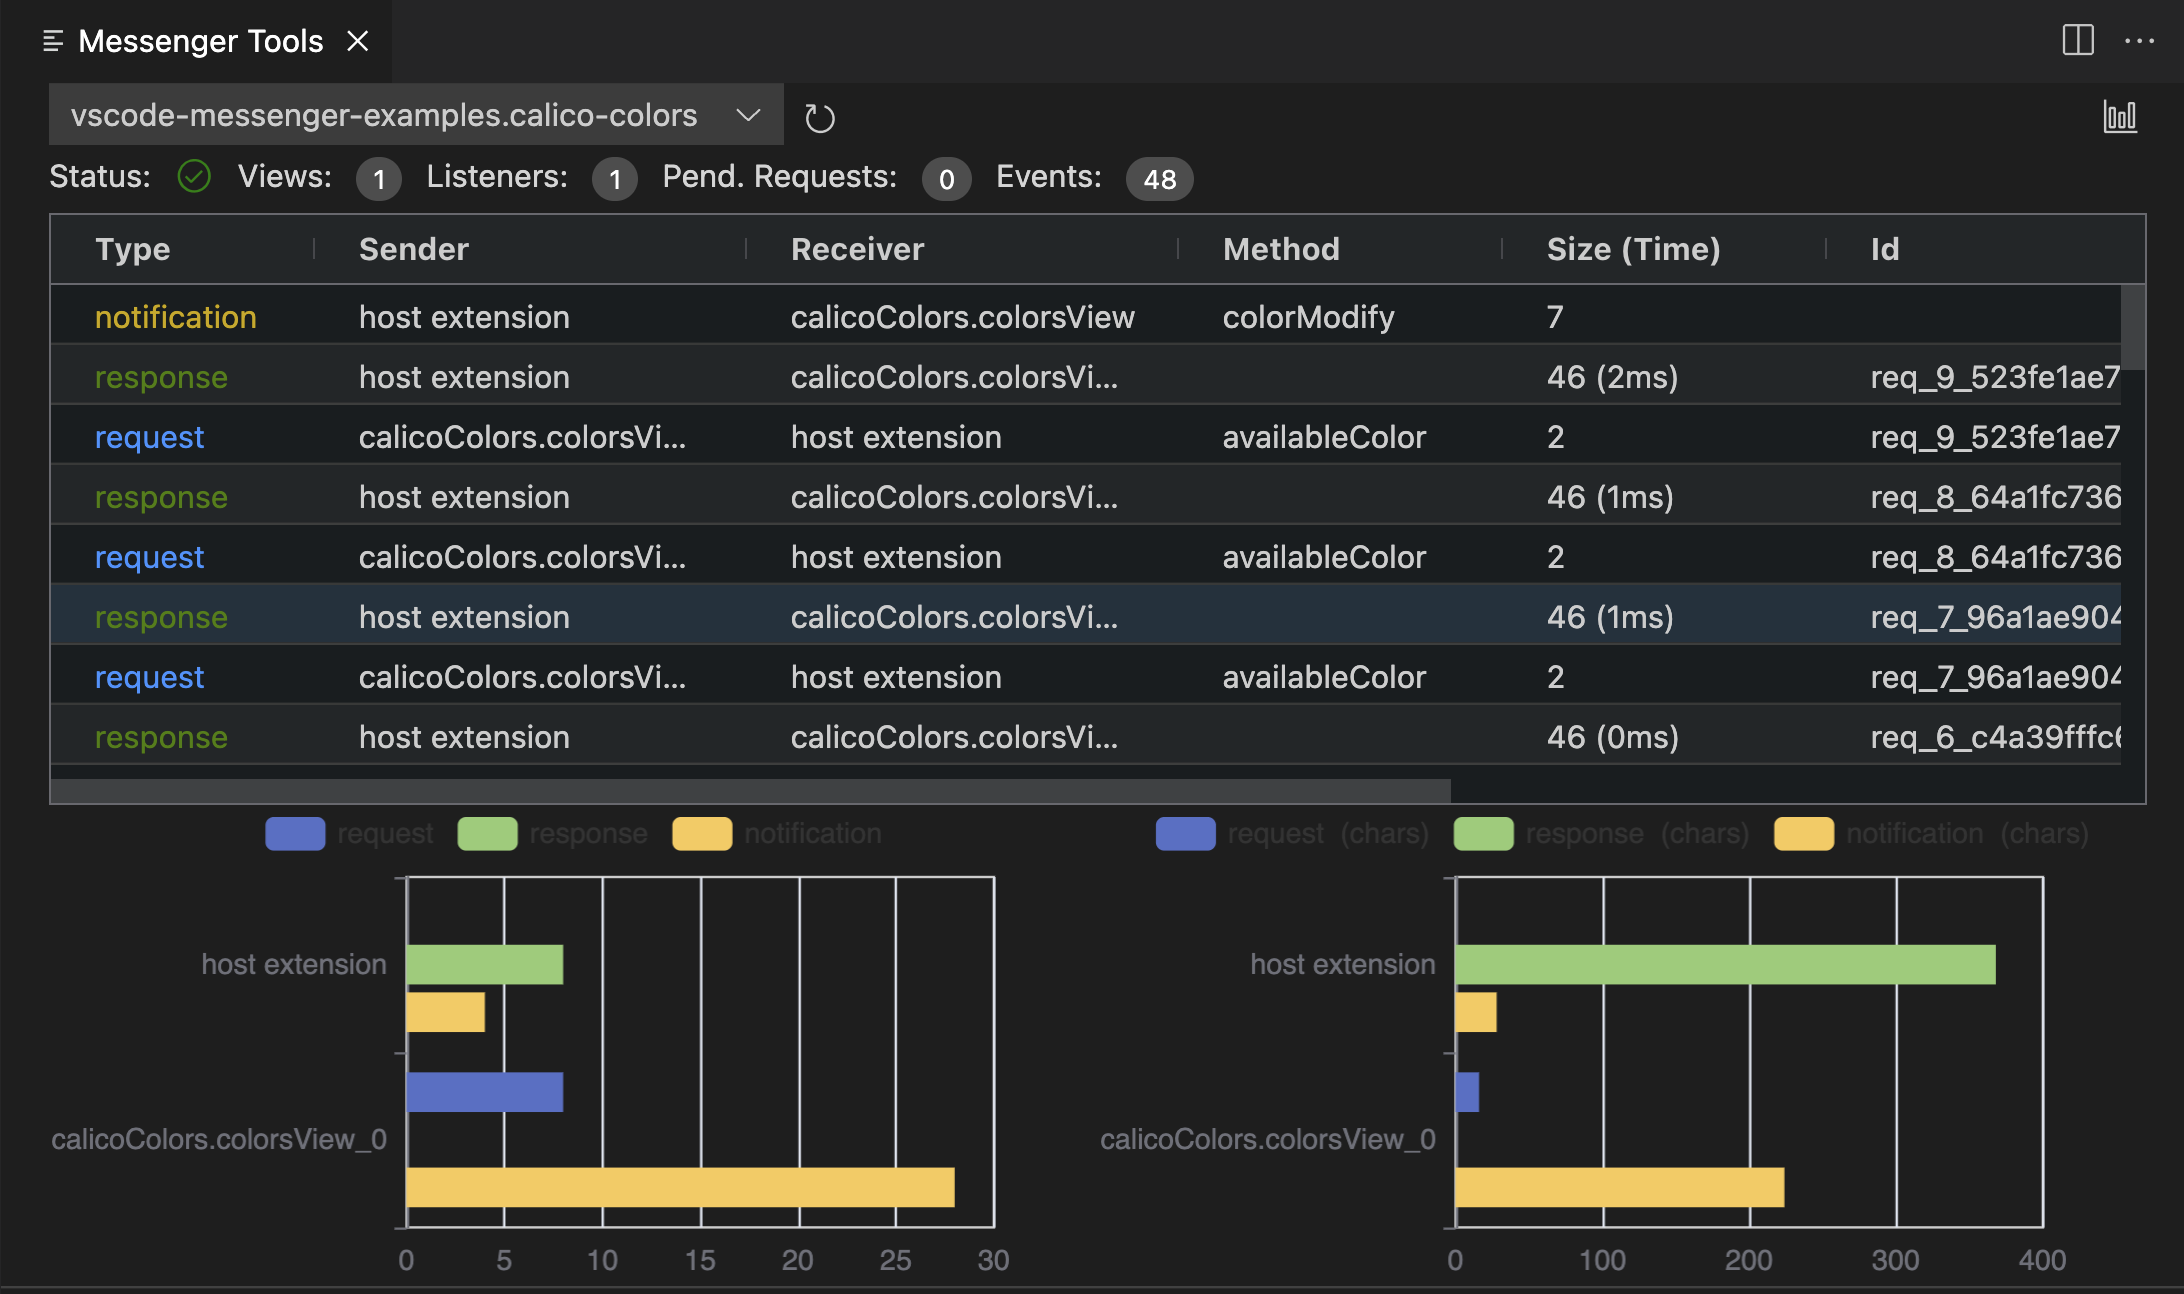 Messenger Tools
vscode-messenger-examples.calico-colors
Status: Views: 1 Listeners: 1 Pend. Requests: 0 Events: 48
Type Sender Receiver Method Size (Time) Id
notification host extension calicoColors.colorsView colorModify 7
response host extension calicoColors.colorsVi... 46 (2ms) req_9_523fe1ae7
request calicoColors.colorsVi... host extension availableColor 2 req_9_523fe1ae7
response host extension calicoColors.colorsVi... 46 (1ms) req_8_64a1fc736
request calicoColors.colorsVi... host extension availableColor 2 req_8_64a1fc736
response host extension calicoColors.colorsVi... 46 (1ms) req_7_96a1ae904
request calicoColors.colorsVi... host extension availableColor 2 req_7_96a1ae904
response host extension calicoColors.colorsVi... 46 (0ms) req_6_c4a39fffc6
request response notification
host extension
calicoColors.colorsView_0
0 5 10 15 20 25 30
request (chars) response (chars) notification (chars)
host extension
calicoColors.colorsView_0
0 100 200 300 400